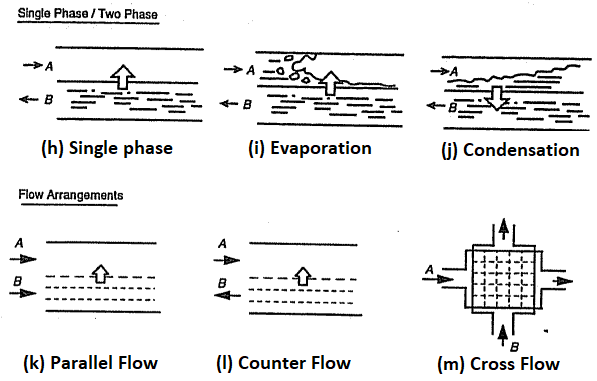 Single Phase / Two Phase
A
B
(h) Single phase
A
B
(i) Evaporation
A
B
(j) Condensation
Flow Arrangements
A
B
(k) Parallel Flow
A
B
(l) Counter Flow
A
B
(m) Cross Flow